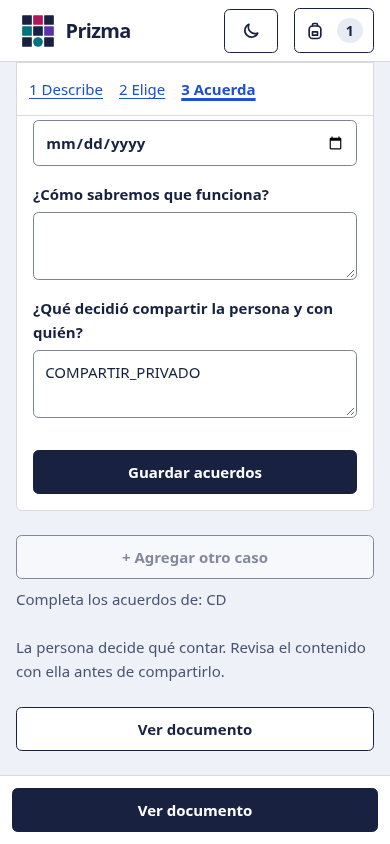 Prizma
1
1 Describe
2 Elige
3 Acuerda
mm/dd/yyyy
¿Cómo sabremos que funciona?
¿Qué decidió compartir la persona y con
quién?
COMPARTIR_PRIVADO
Guardar acuerdos
+ Agregar otro caso
Completa los acuerdos de: CD
La persona decide qué contar. Revisa el contenido
con ella antes de compartirlo.
Ver documento
Ver documento